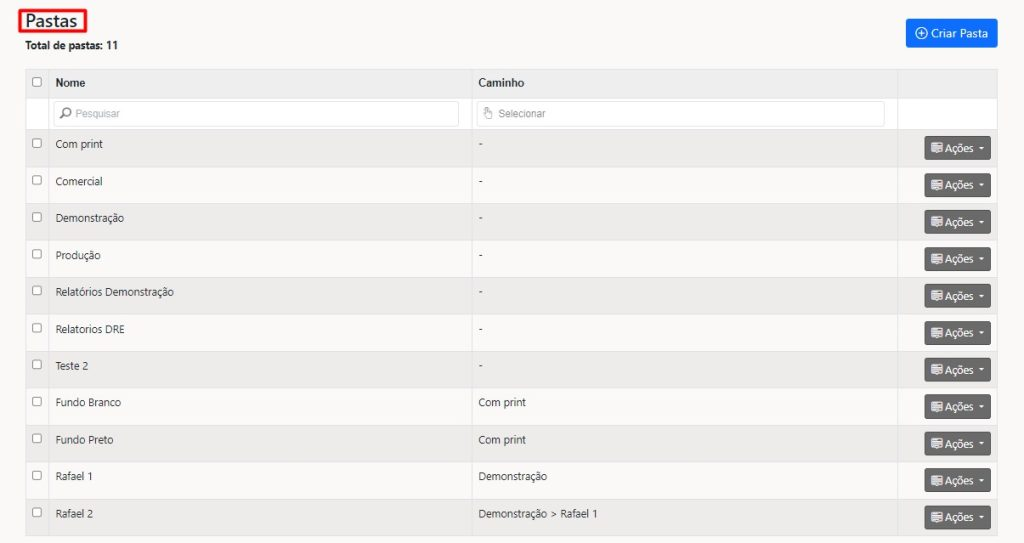 Pastas
Total de pastas: 11
Criar Pasta
Nome Caminho
Pesquisar Selecionar
Com print - Ações
Comercial - Ações
Demonstração - Ações
Produção - Ações
Relatórios Demonstração - Ações
Relatorios DRE - Ações
Teste 2 - Ações
Fundo Branco Com print Ações
Fundo Preto Com print Ações
Rafael 1 Demonstração Ações
Rafael 2 Demonstração > Rafael 1 Ações